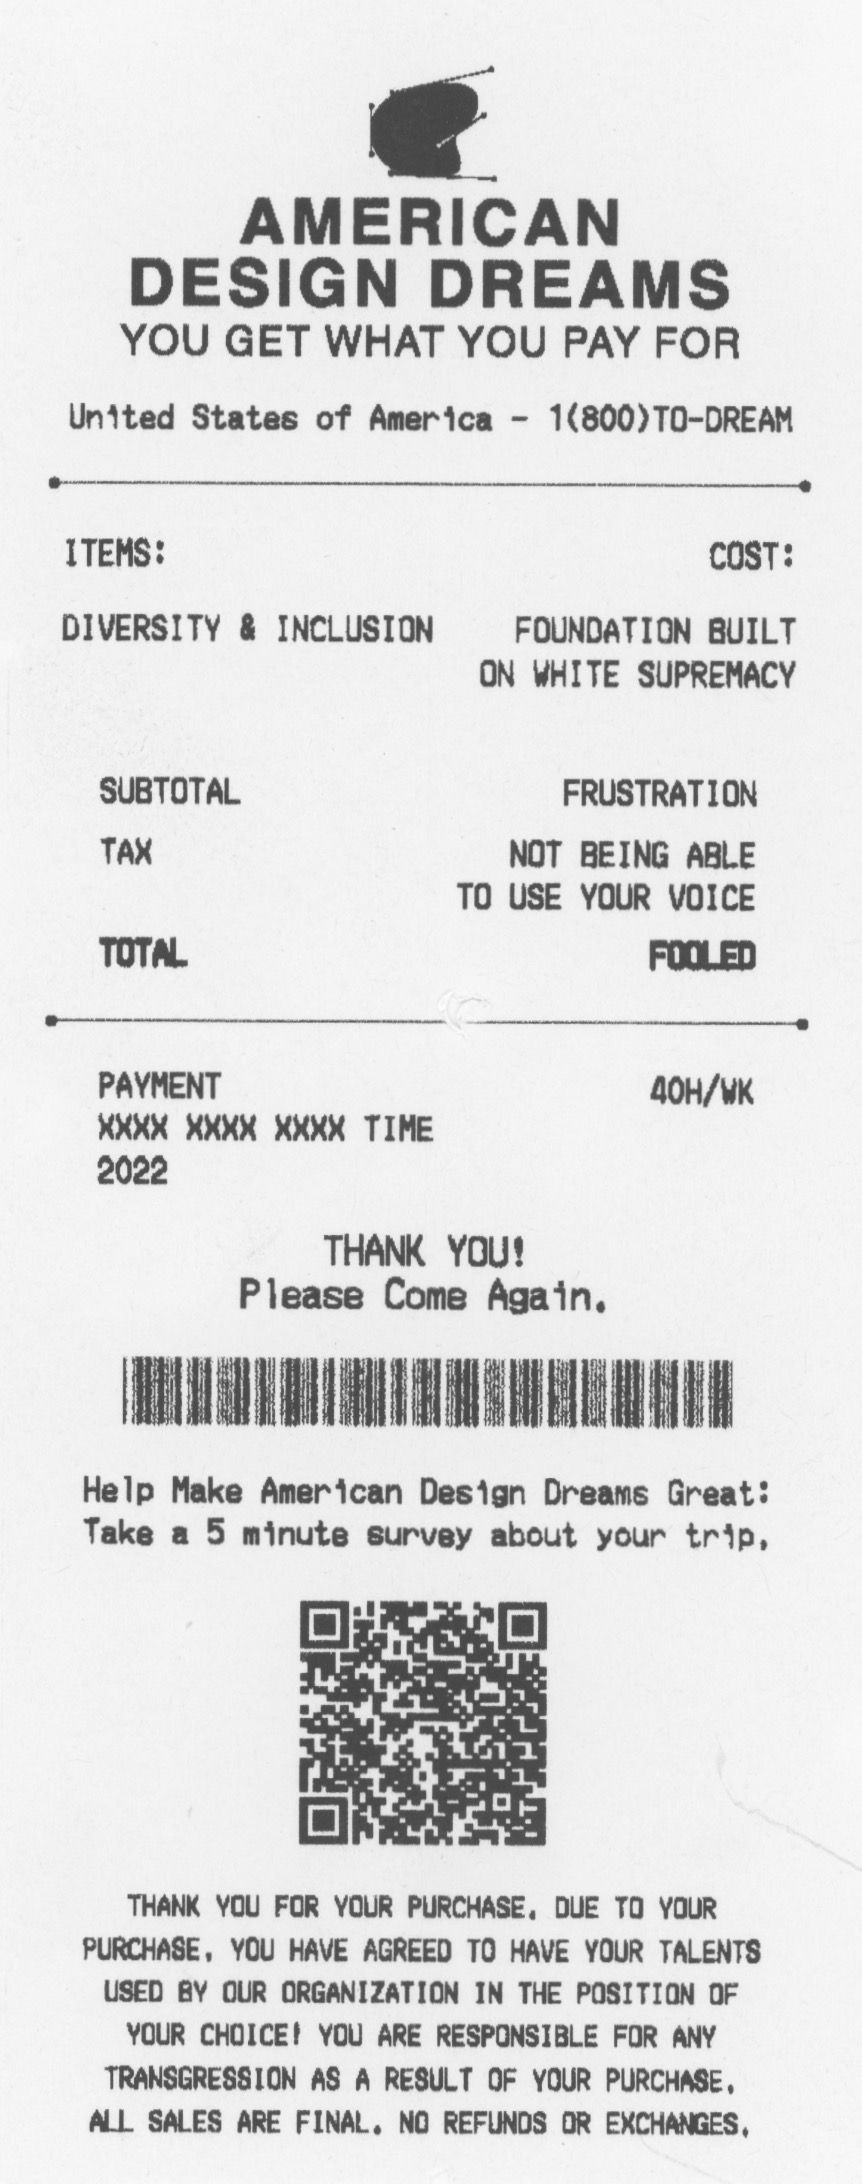 AMERICAN
DESIGN DREAMS
YOU GET WHAT YOU PAY FOR
United States of America - 1(800)TO-DREAM
ITEMS: COST:
DIVERSITY & INCLUSION FOUNDATION BUILT
ON WHITE SUPREMACY
SUBTOTAL FRUSTRATION
TAX NOT BEING ABLE
TO USE YOUR VOICE
TOTAL FOOLED
PAYMENT 40H/WK
XXXX XXXX XXXX TIME
2022
THANK YOU!
Please Come Again.
Help Make American Design Dreams Great:
Take a 5 minute survey about your trip.
THANK YOU FOR YOUR PURCHASE. DUE TO YOUR
PURCHASE, YOU HAVE AGREED TO HAVE YOUR TALENTS
USED BY OUR ORGANIZATION IN THE POSITION OF
YOUR CHOICE! YOU ARE RESPONSIBLE FOR ANY
TRANSGRESSION AS A RESULT OF YOUR PURCHASE.
ALL SALES ARE FINAL. NO REFUNDS OR EXCHANGES.